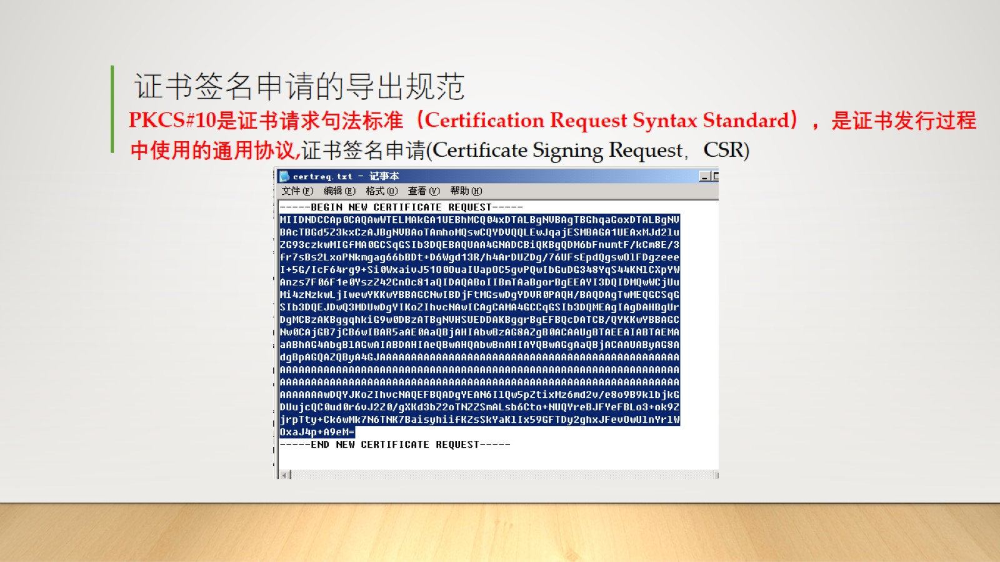 证书签名申请的导出规范
PKCS#10是证书请求句法标准（Certification Request Syntax Standard），是证书发行过程
中使用的通用协议,证书签名申请(Certificate Signing Request，CSR)
certreq.txt - 记事本
文件(F) 编辑(E) 格式(O) 查看(V) 帮助(H)
-----BEGIN NEW CERTIFICATE REQUEST-----
MIIDNDCCAp0CAQAwWTELMAkGA1UEBhMCQ04xDTALBgNVBAgTBGhqaGoxDTALBgNV
BAcTBGd5Z3kxCzAJBgNVBAoTAmhoMQswCQYDVQQLEwJqajESMBAGA1UEAxMJd2lu
ZG93czkwMIGfMA0GCSqGSIb3DQEBAQUAA4GNADCBiQKBgQDM6bFnumtF/kCm8E/3
fr7sBs2LxoPNkmgag66bBDt+D6Wgd13R/h4ArDUZDg/76UFsEpdQgswOlFDgzeee
I+5G/IcF64rg9+Si0WxaivJ51O0OuaIUapOC5gvPQwIbGuDG348YqS44KNlCXpYW
Anzs7F06F1e0YszZ42CnOc81aQIDAQABoIIBmTAaBgorBgEEAYI3DQIDMQwWCjUu
Mi4zNzkwLjIwewYKKwYBBAGCNwIBDjFtMGswDgYDVR0PAQH/BAQDAgTwMEQGCSqG
SIb3DQEJDwQ3MDUwDgYIKoZIhvcNAwICAgCAMA4GCCqGSIb3DQMEAgIAgDAHBgUr
DgMCBzAKBggqhkiG9w0DBzATBgNVHSUEDDAKBggrBgEFBQcDATCB/QYKKwYBBAGC
Nw0CAjGB7jCB6wIBAR5aAE0AaQBjAHIAbwBzAG8AZgB0ACAAUgBTAEEAIABTAEMA
aABhAG4AbgBlAGwAIABDAHIAeQBwAHQAbwBnAHIAYQBwAGgAaQBjACAAUAByAG8A
dgBpAGQAZQByA4GJAAAAAAAAAAAAAAAAAAAAAAAAAAAAAAAAAAAAAAAAAAAAAAAA
AAAAAAAAAAAAAAAAAAAAAAAAAAAAAAAAAAAAAAAAAAAAAAAAAAAAAAAAAAAAAAAA
AAAAAAAAAAAAAAAAAAAAAAAAAAAAAAAAAAAAAAAAAAAAAAAAAAAAAAAAAAAAAAAA
AAAAAAAwDQYJKoZIhvcNAQEFBQADgYEAN6IlQw5pZtixMz6md2v/e8o9B9klbjkG
DUujcQC0ud0r6vJ2Z0/gXKd3bZ2oTNZZSmALsb6Cto+NUQYreBJFYeFBLo3+ok9Z
jrpTty+Ck6wMk7N6TNK7BaisyhiifKZsSkYaKlIx59GFTDy2ghxJFevOwUlnYrlW
OxaJ4p+A9eM=
-----END NEW CERTIFICATE REQUEST-----